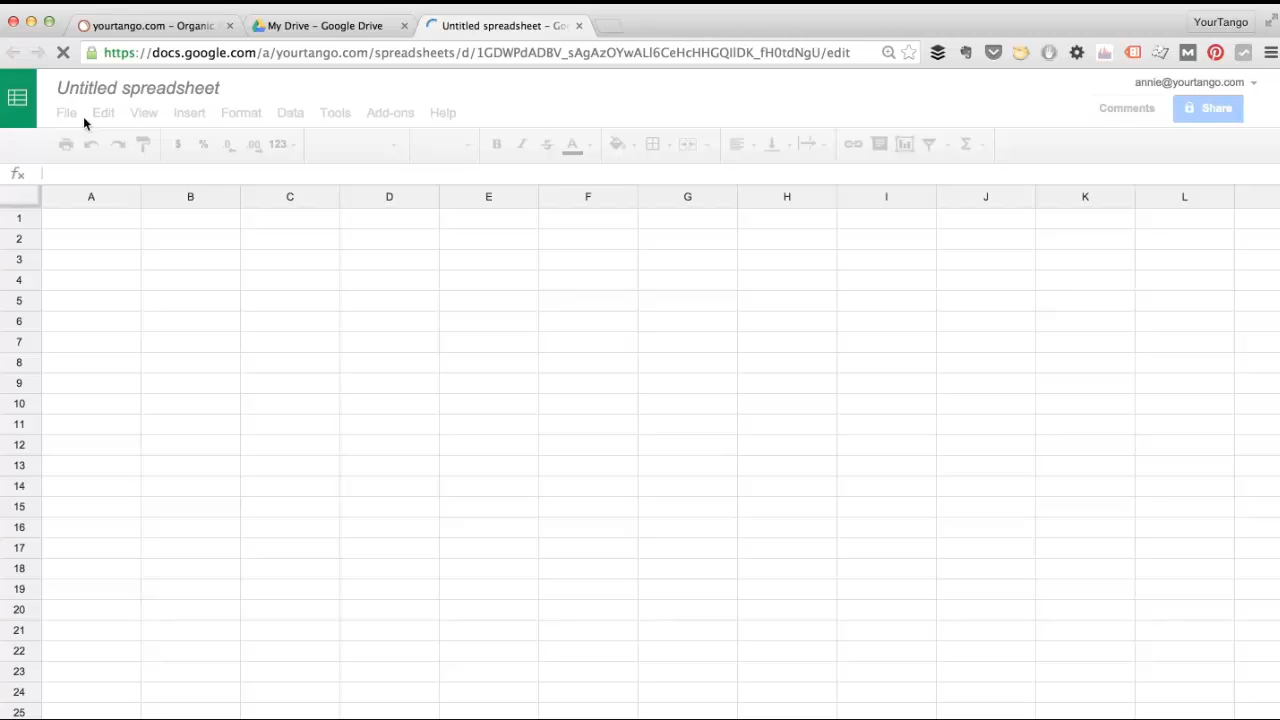 yourtango.com – Organic
My Drive – Google Drive
Untitled spreadsheet – Go
YourTango
https://docs.google.com/a/yourtango.com/spreadsheets/d/1GDWPdADBV_sAgAzOYwALl6CeHcHHGQIlDK_fH0tdNgU/edit
Untitled spreadsheet
annie@yourtango.com
File Edit View Insert Format Data Tools Add-ons Help
Comments
Share
$ % .0 .00 123 B I S A Σ
fx
A B C D E F G H I J K L
1
2
3
4
5
6
7
8
9
10
11
12
13
14
15
16
17
18
19
20
21
22
23
24
25